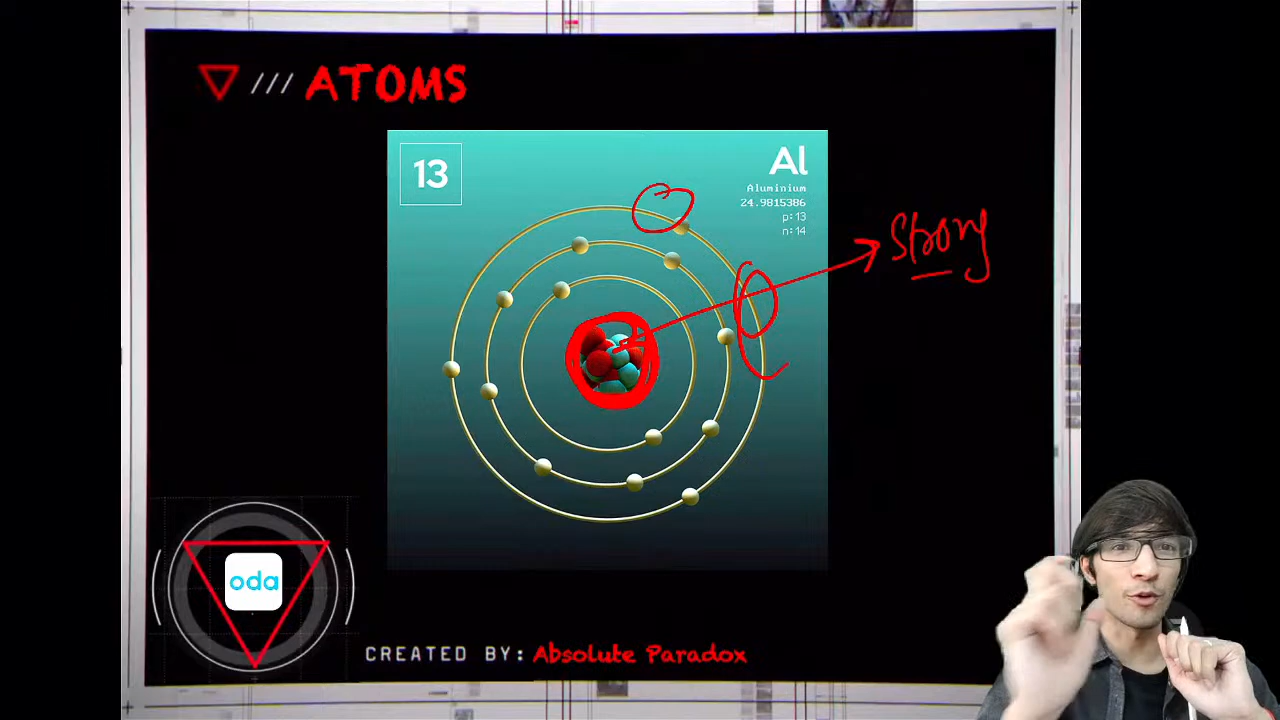 /// ATOMS
13
Al
Aluminium
24.9815386
p:13
n:14
Strong
oda
CREATED BY: Absolute Paradox